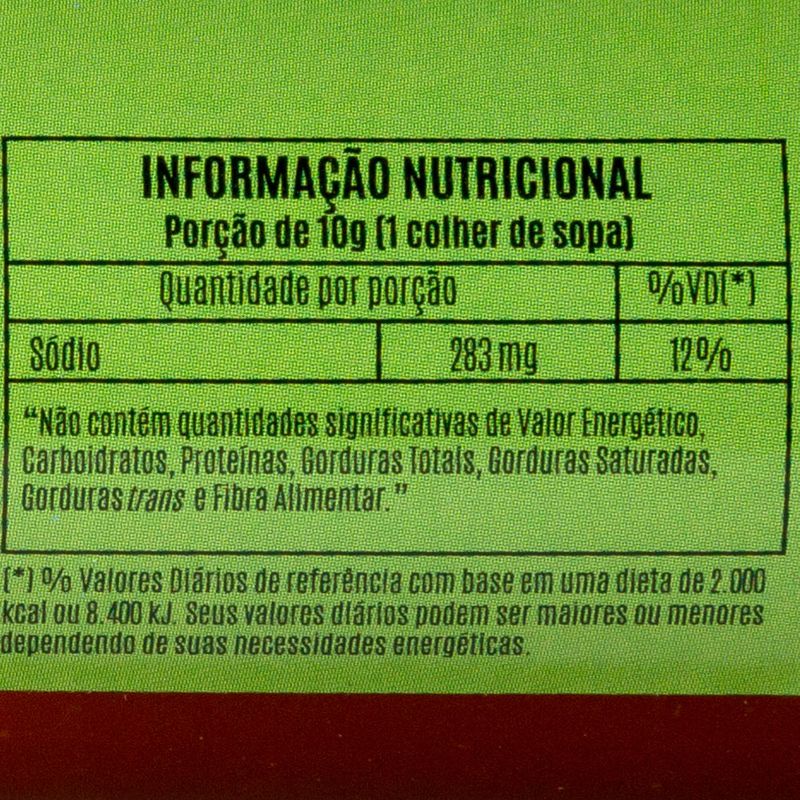 INFORMAÇÃO NUTRICIONAL
Porção de 10g (1 colher de sopa)
Quantidade por porção %VD(*)
Sódio 283 mg 12%
“Não contém quantidades significativas de Valor Energético,
Carboidratos, Proteínas, Gorduras Totais, Gorduras Saturadas,
Gorduras trans e Fibra Alimentar.”
(*) % Valores Diários de referência com base em uma dieta de 2.000
kcal ou 8.400 kJ. Seus valores diários podem ser maiores ou menores
dependendo de suas necessidades energéticas.